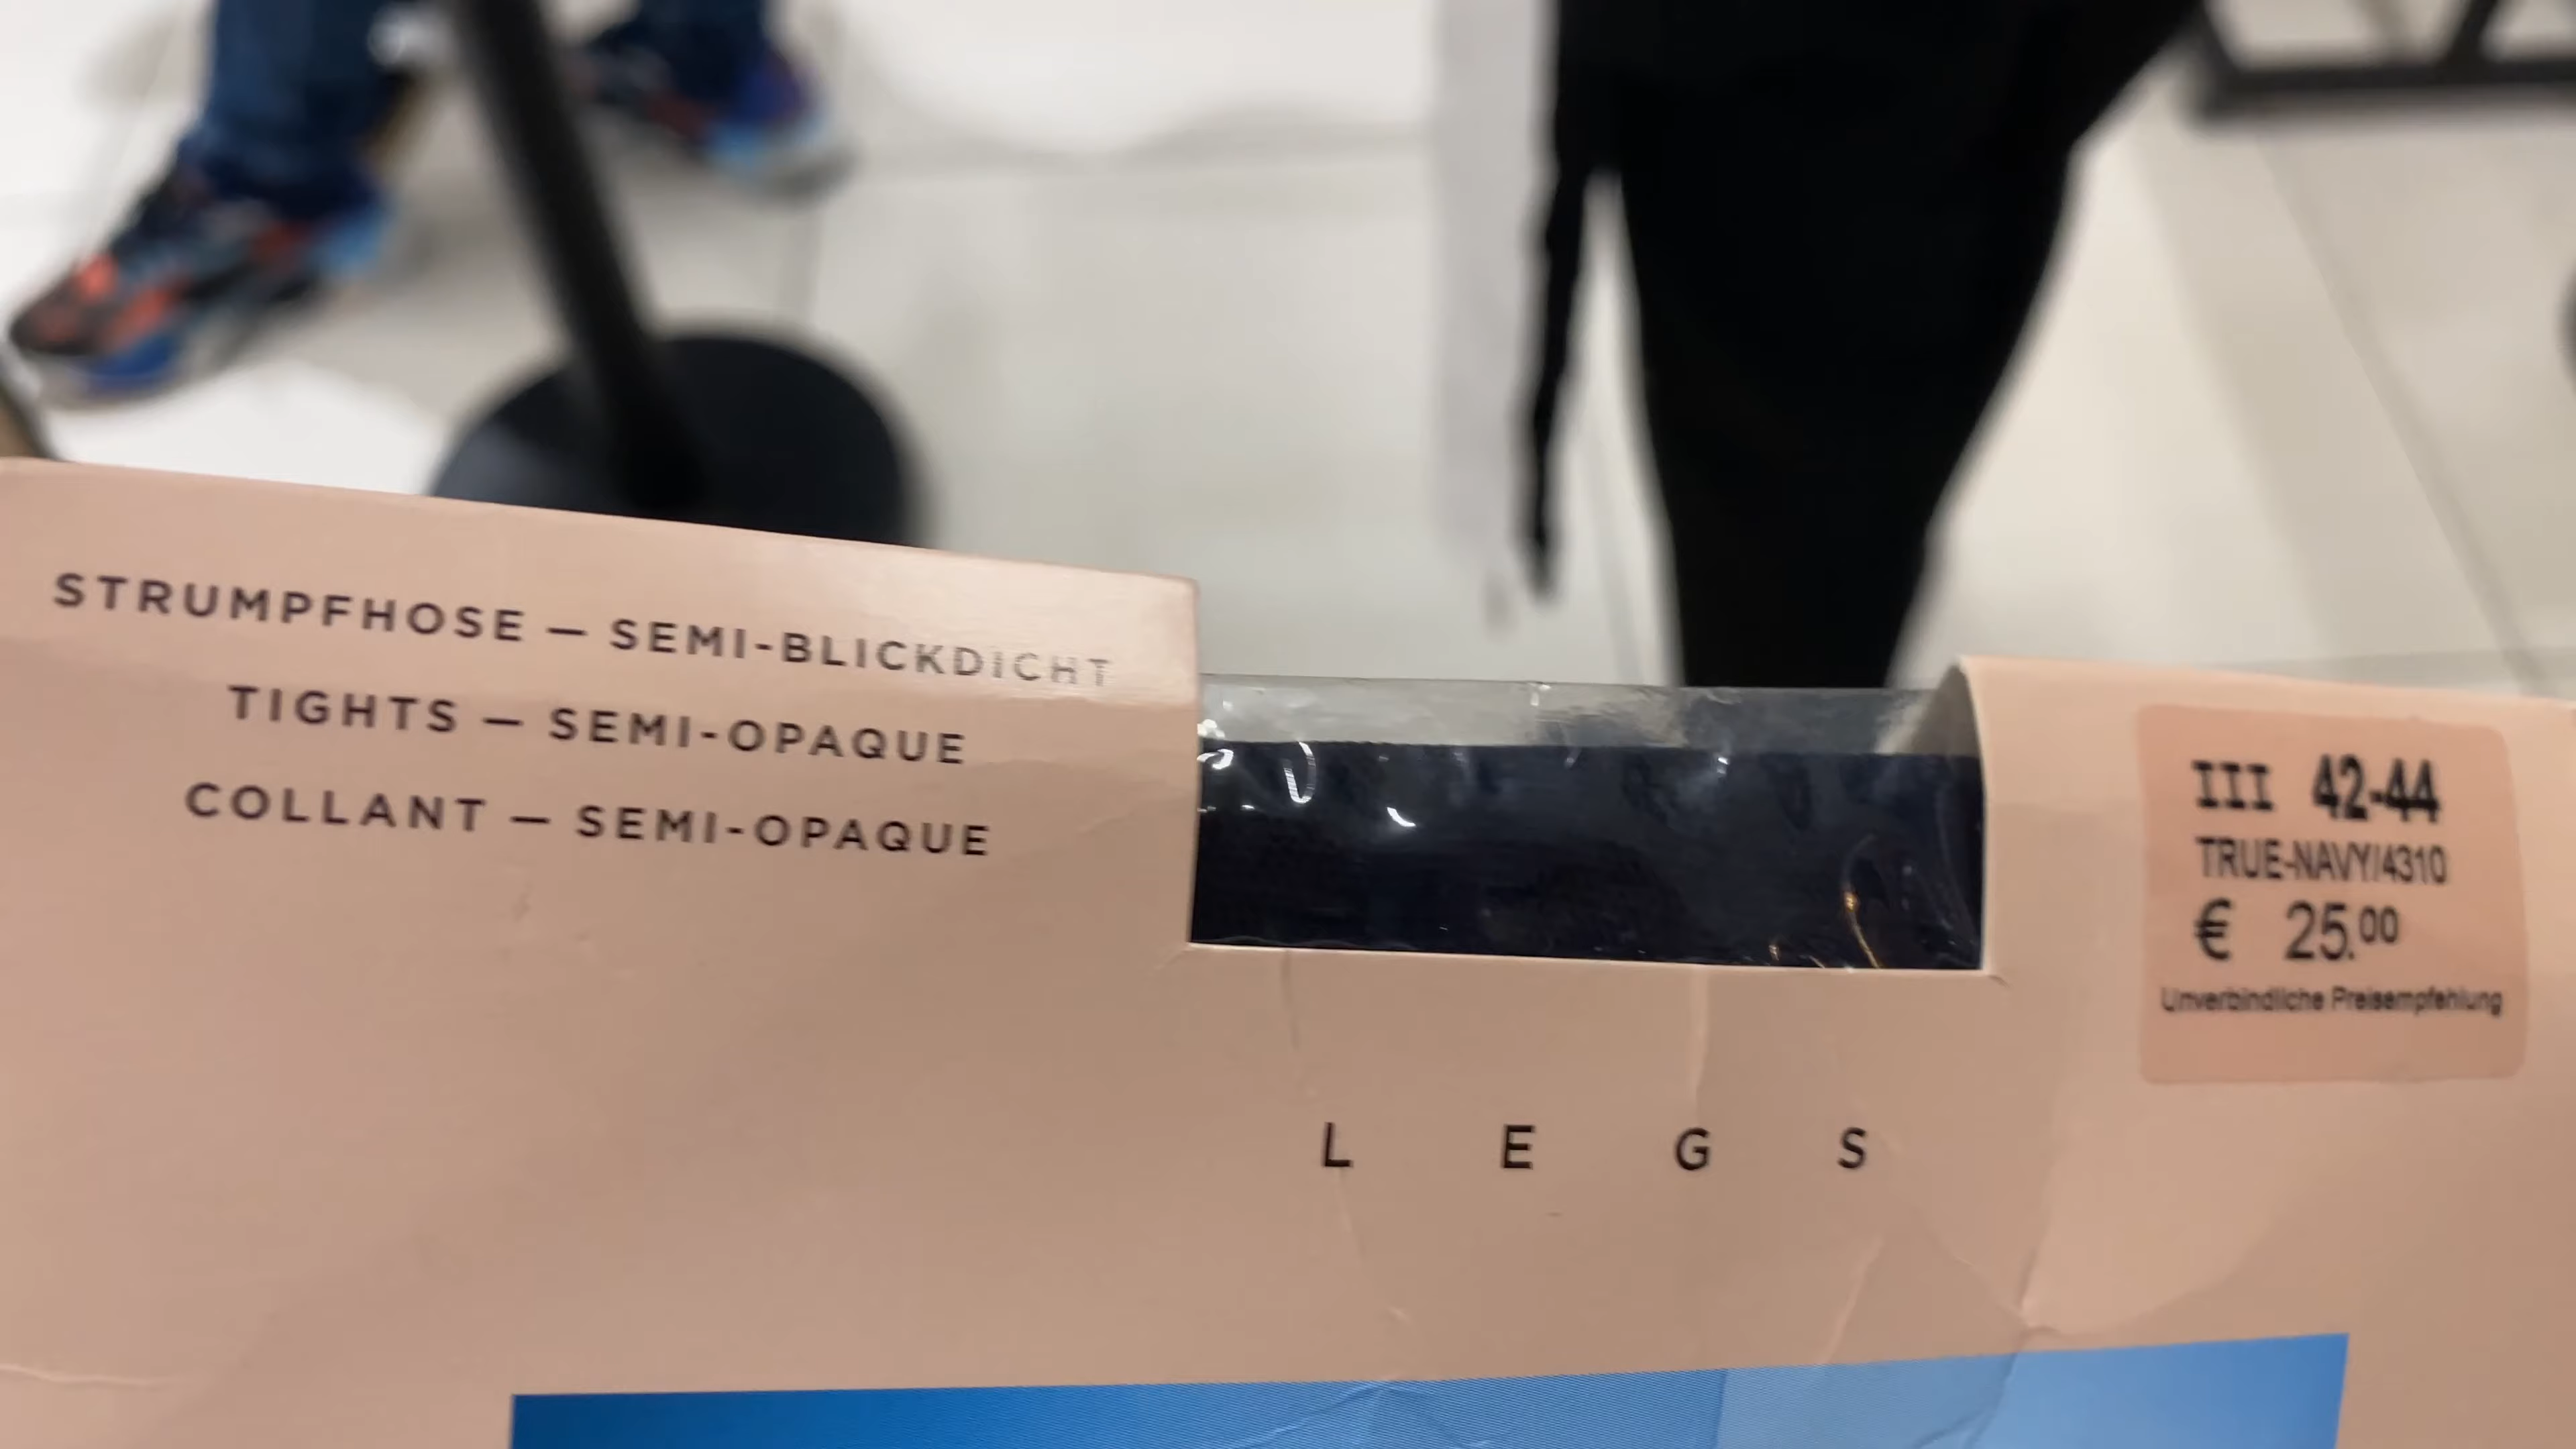 STRUMPFHOSE — SEMI-BLICKDICHT
TIGHTS — SEMI-OPAQUE
COLLANT — SEMI-OPAQUE
III 42-44
TRUE-NAVY/4310
€ 25.00
Unverbindliche Preisempfehlung
LEGS